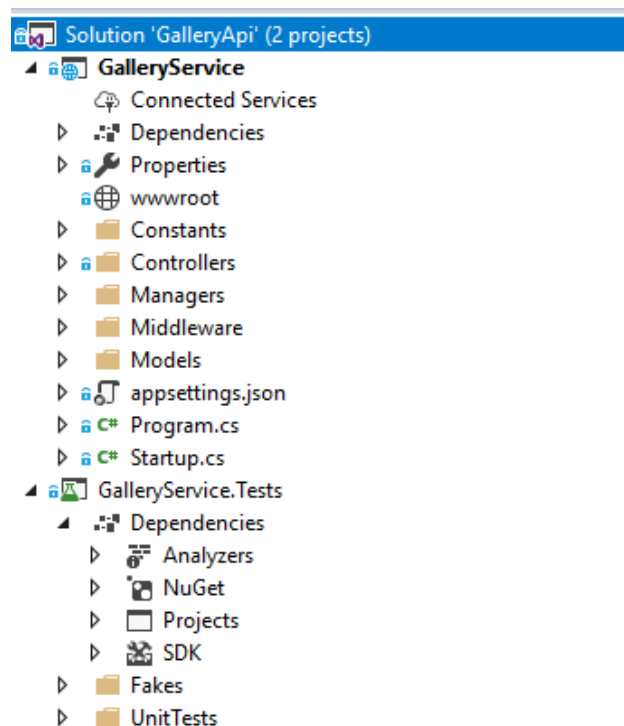 Solution 'GalleryApi' (2 projects)
GalleryService
Connected Services
Dependencies
Properties
wwwroot
Constants
Controllers
Managers
Middleware
Models
appsettings.json
C# Program.cs
C# Startup.cs
GalleryService.Tests
Dependencies
Analyzers
NuGet
Projects
SDK
Fakes
UnitTests